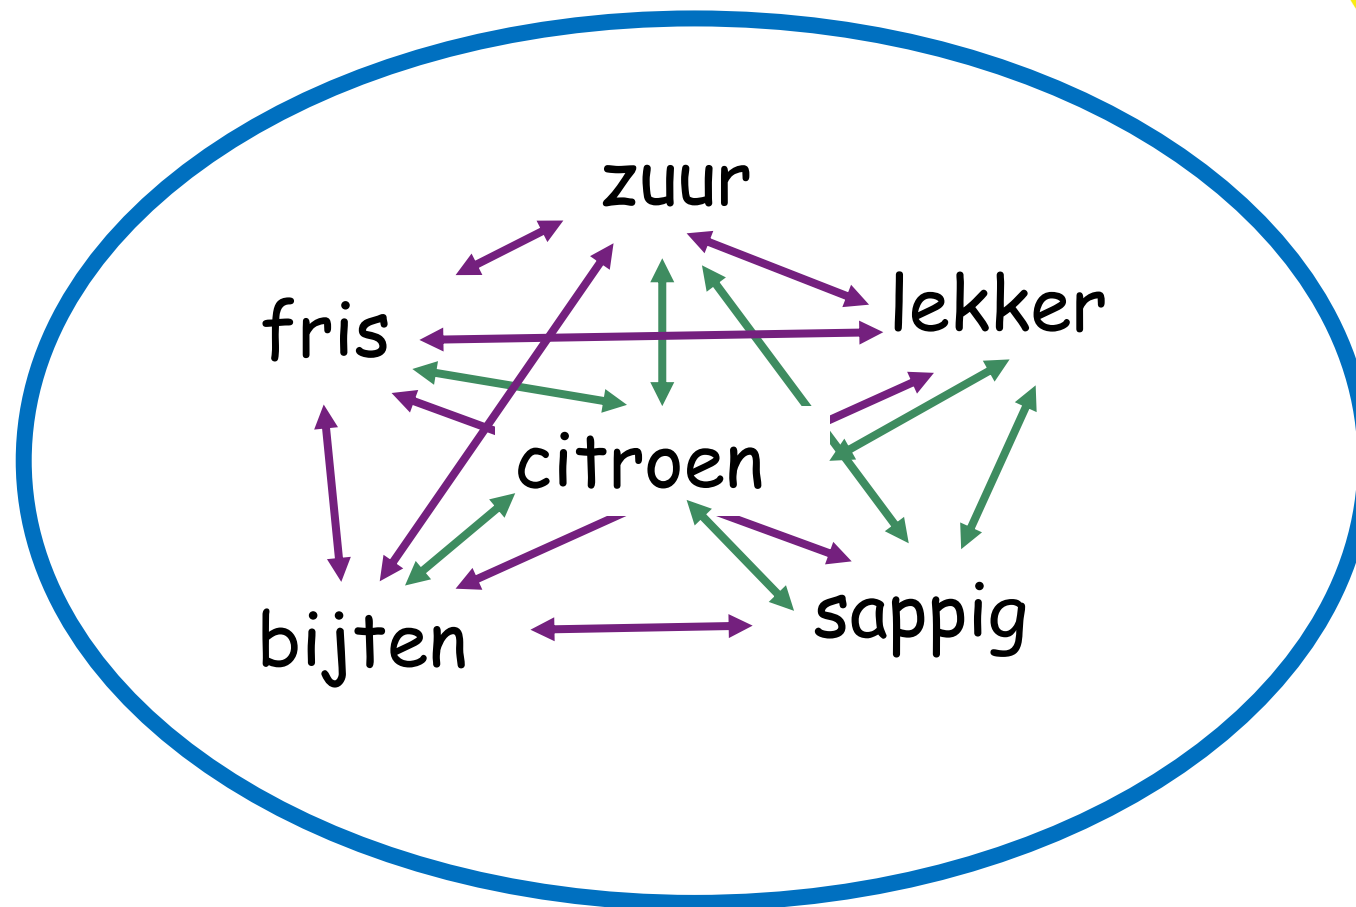 zuur
lekker
fris
citroen
sappig
bijten